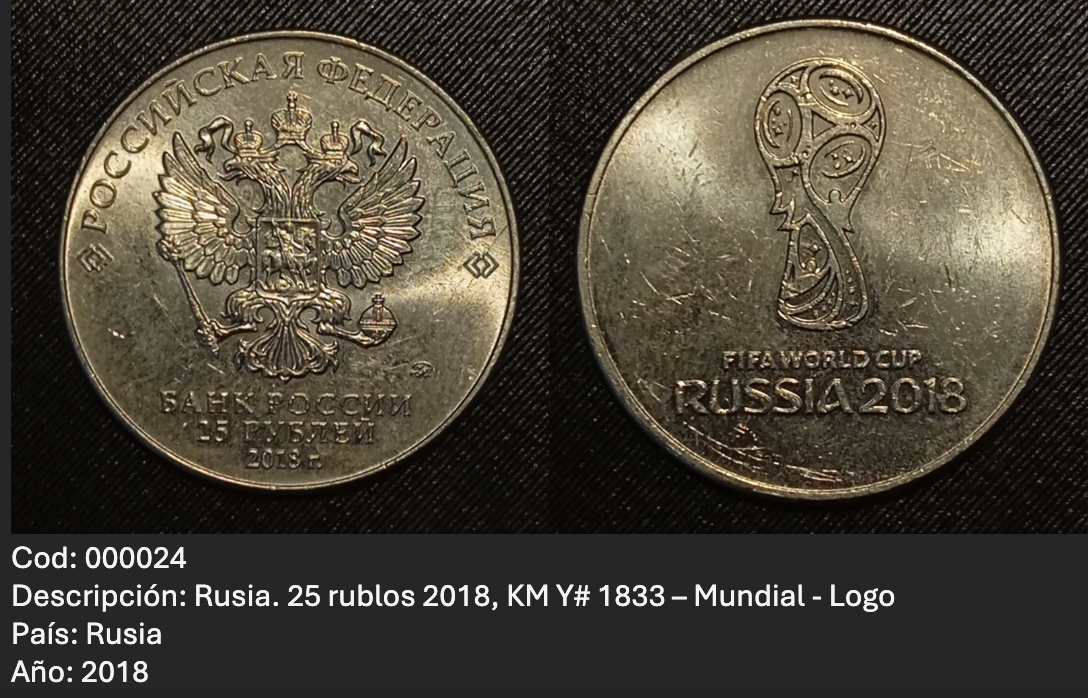 РОССИЙСКАЯ ФЕДЕРАЦИЯ
БАНК РОССИИ
25 РУБЛЕЙ
2018 г.
FIFA WORLD CUP
RUSSIA 2018
Cod: 000024
Descripción: Rusia. 25 rublos 2018, KM Y# 1833 – Mundial - Logo
País: Rusia
Año: 2018